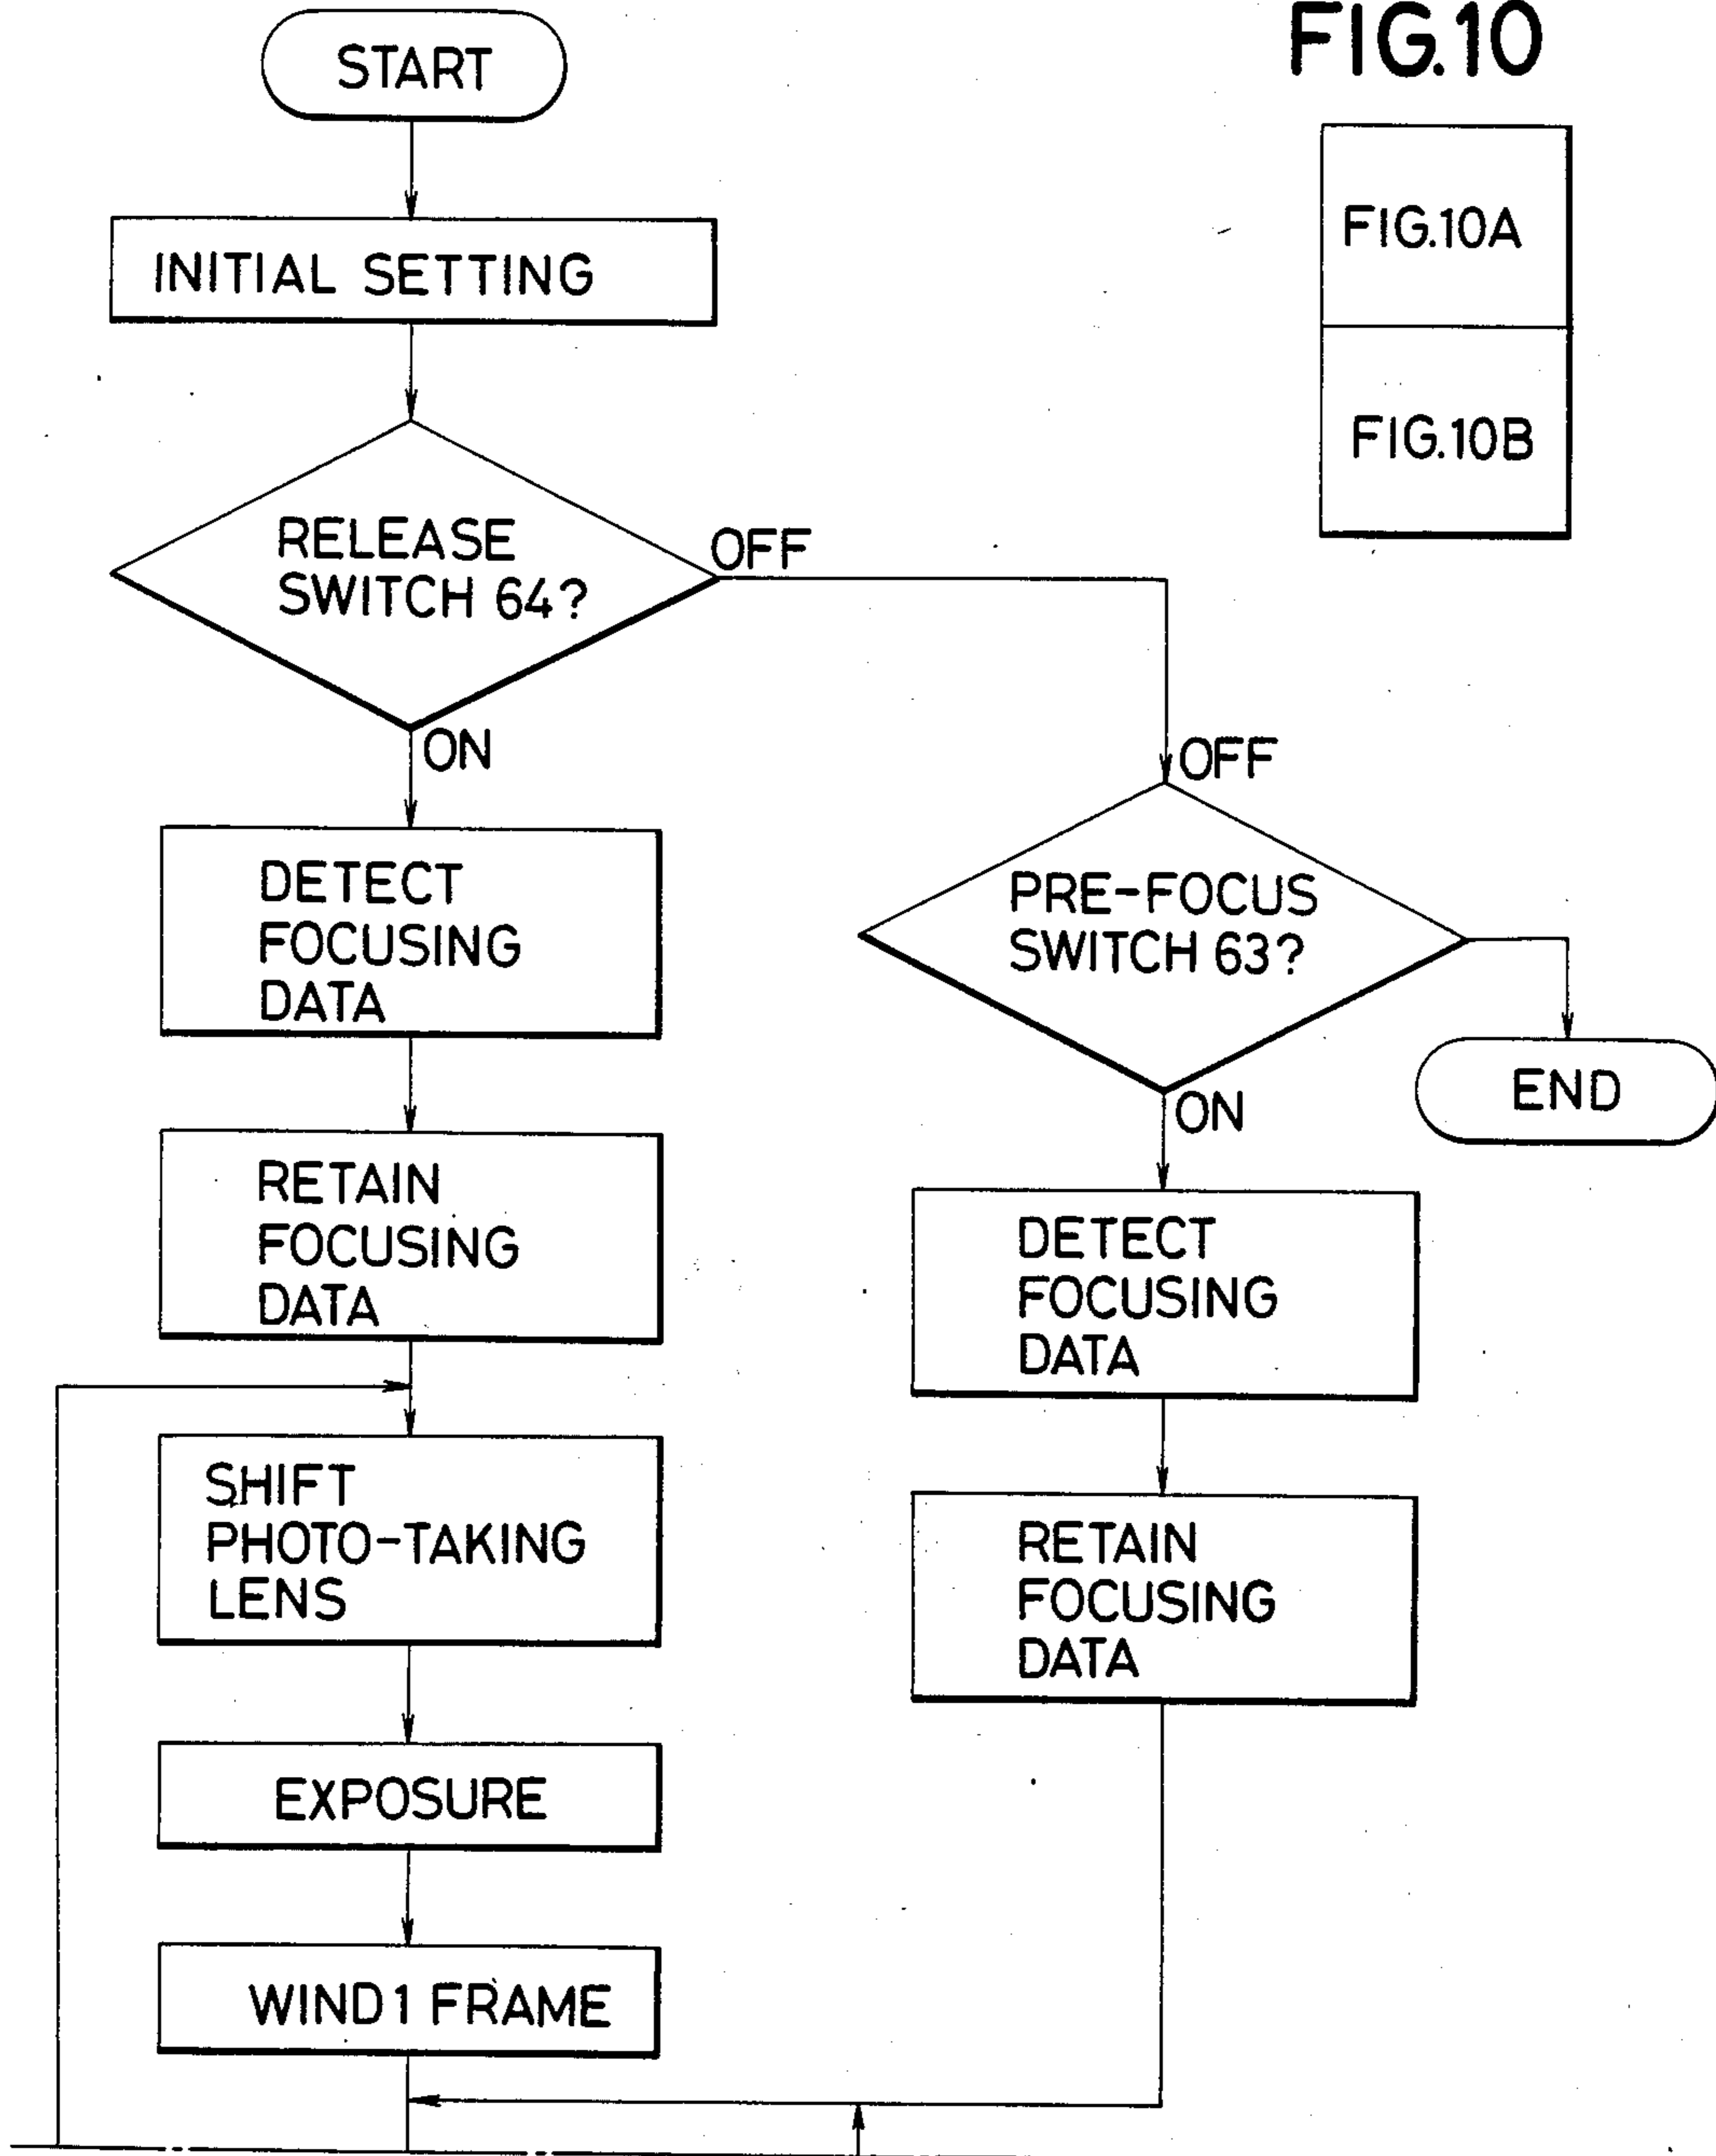 FIG.10
FIG.10A
FIG.10B
START
INITIAL SETTING
RELEASE
SWITCH 64?
OFF
ON
DETECT
FOCUSING
DATA
RETAIN
FOCUSING
DATA
SHIFT
PHOTO-TAKING
LENS
EXPOSURE
WIND 1 FRAME
OFF
PRE-FOCUS
SWITCH 63?
END
ON
DETECT
FOCUSING
DATA
RETAIN
FOCUSING
DATA